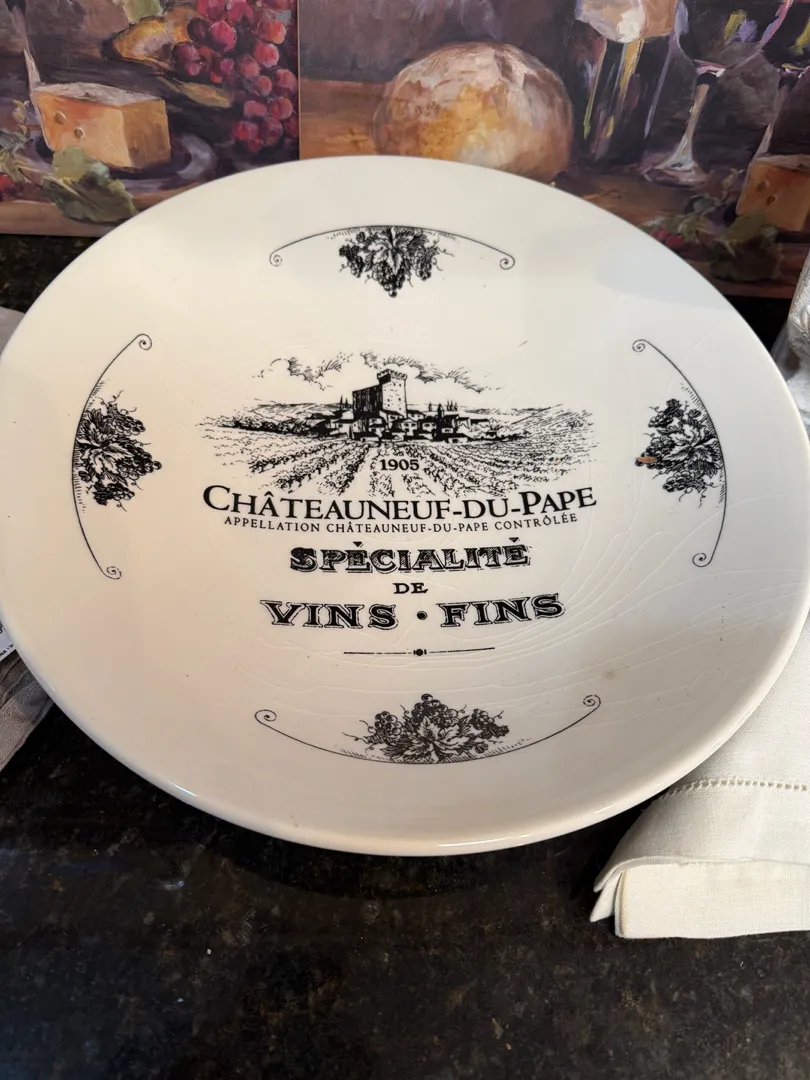 1905
CHÂTEAUNEUF-DU-PAPE
APPELLATION CHÂTEAUNEUF-DU-PAPE CONTRÔLÉE
SPÉCIALITÉ
DE
VINS • FINS